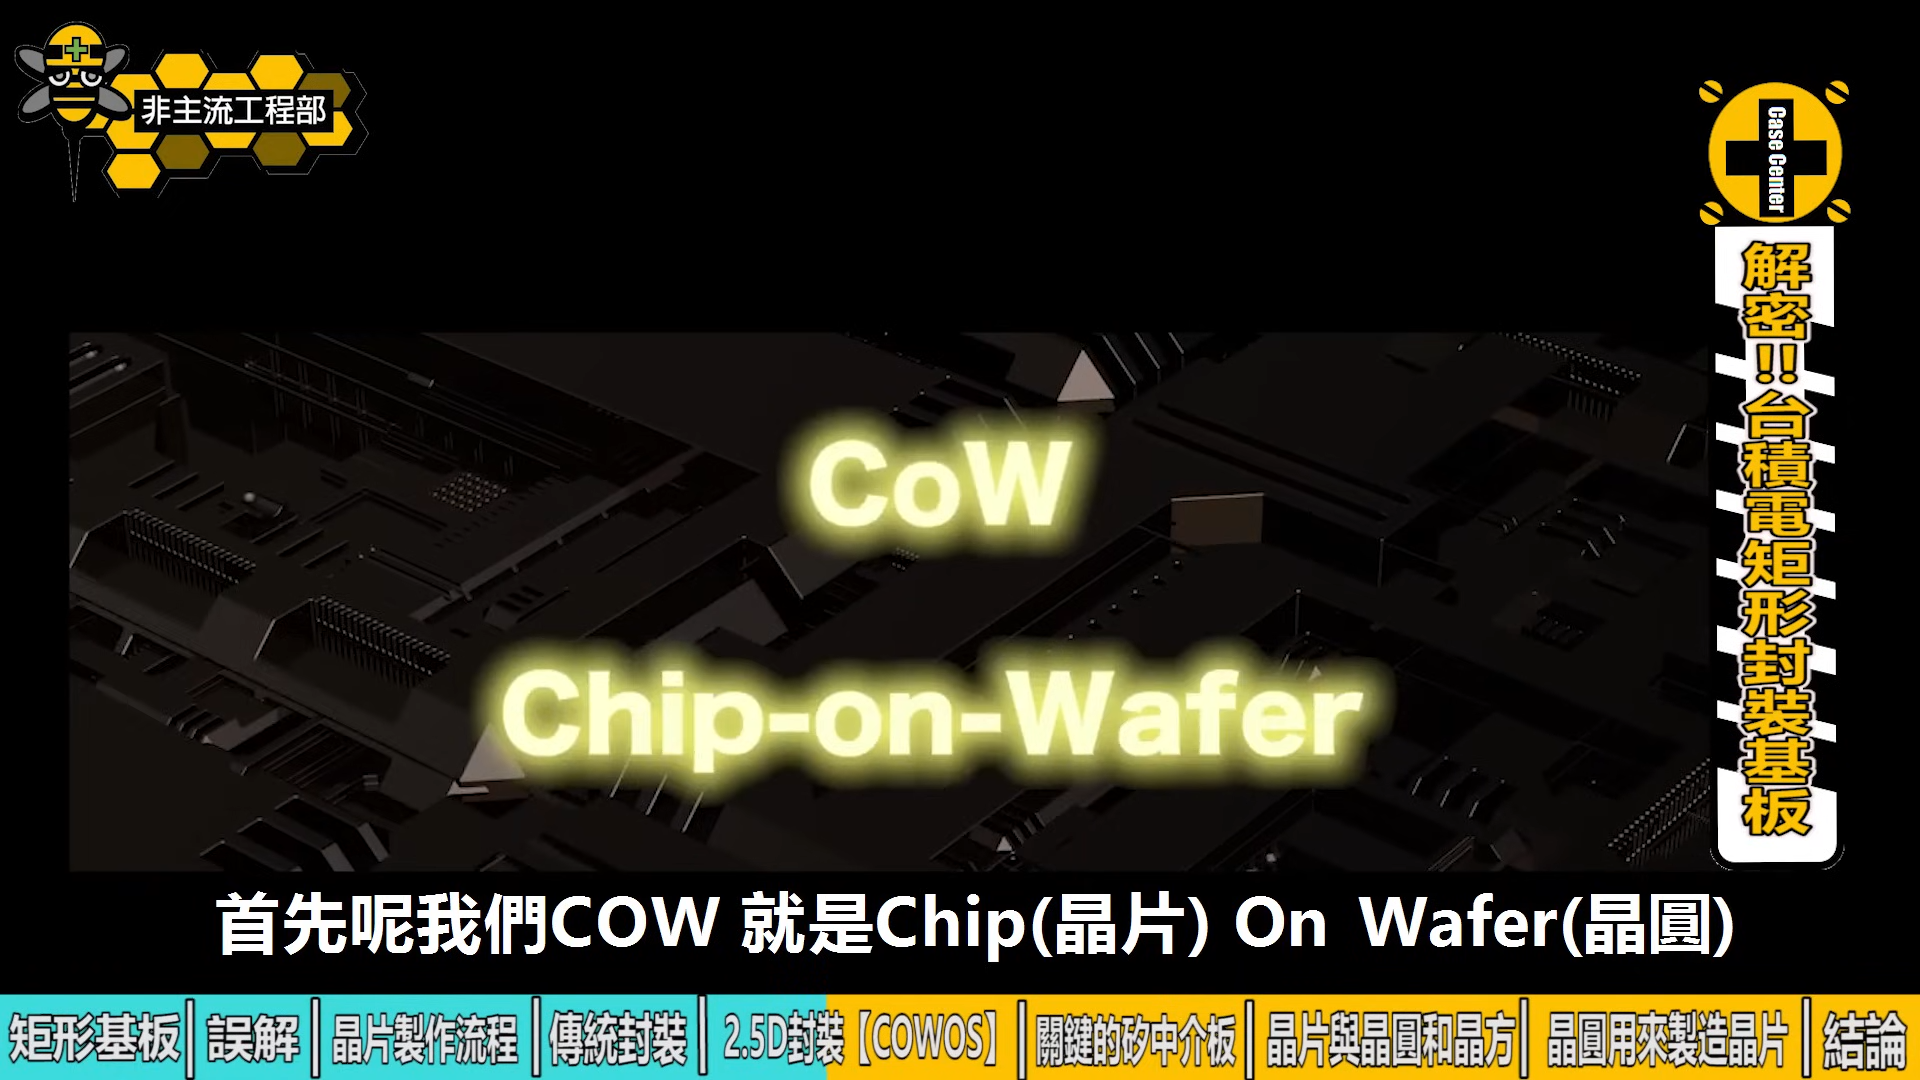 非主流工程部
Case Center
解密!!台積電矩形封裝基板
CoW
Chip-on-Wafer
首先呢我們COW 就是Chip(晶片) On Wafer(晶圓)
矩形基板|誤解|晶片製作流程|傳統封裝|2.5D封裝【COWOS】|關鍵的矽中介板|晶片與晶圓和晶方|晶圓用來製造晶片|結論